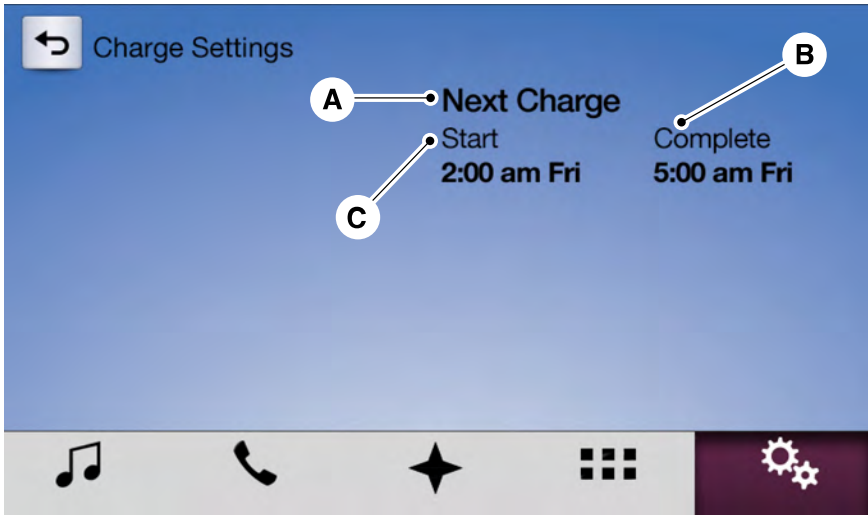 Charge Settings
B
A
Next Charge
Start Complete
2:00 am Fri 5:00 am Fri
C